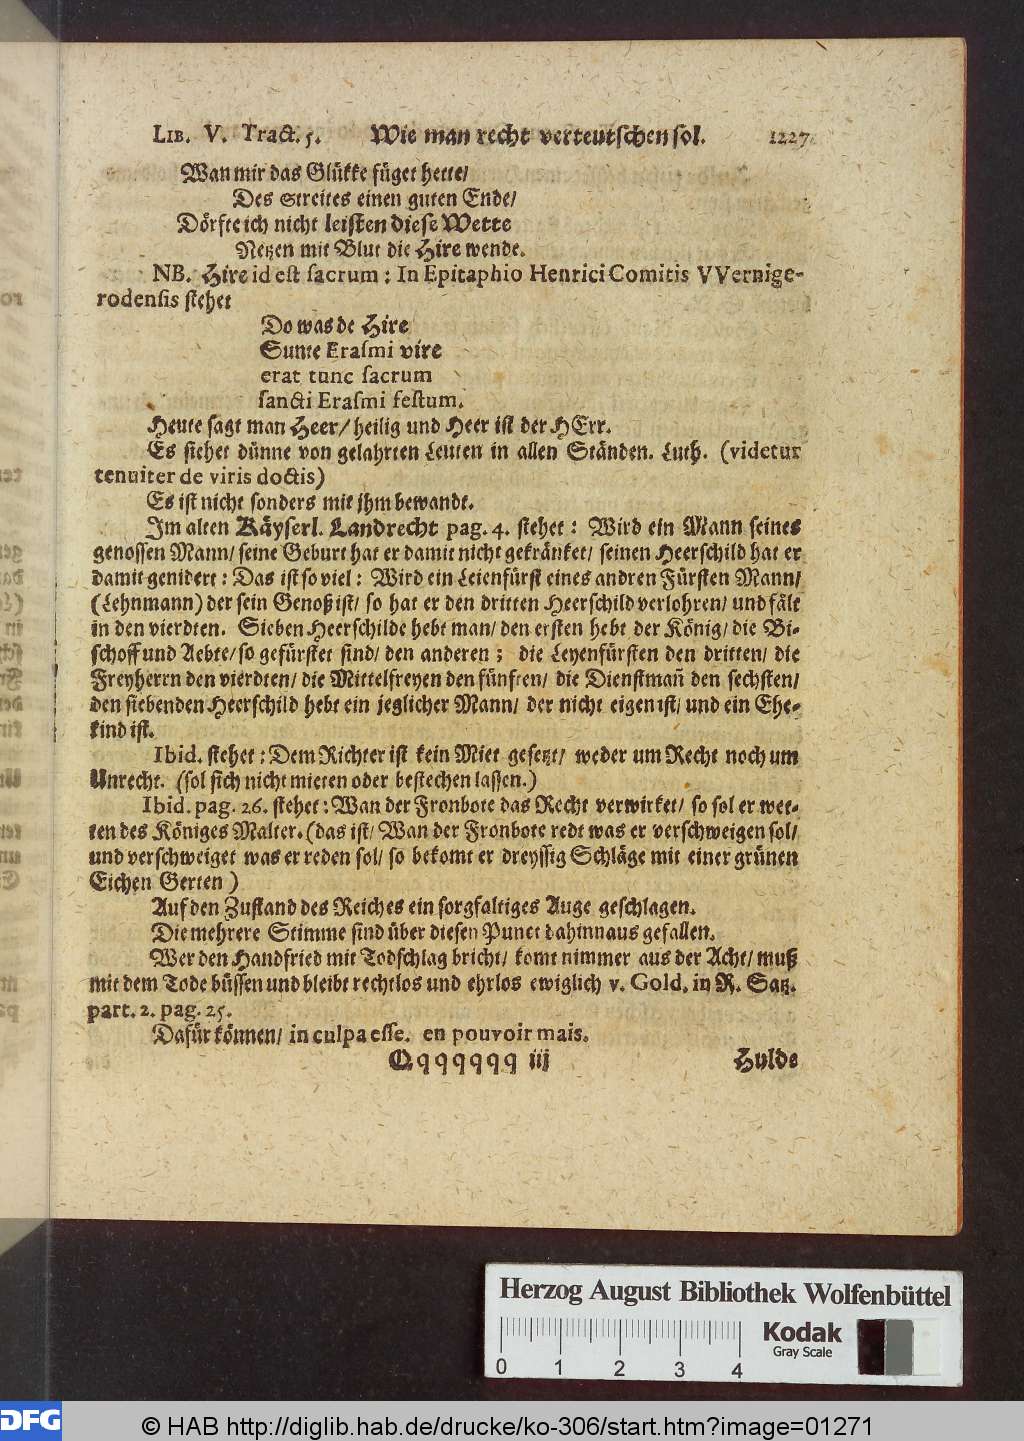 LIB. V. Tract. 5. Wie man recht verteutschen sol. 1227
Wan mir das Glükke füget hette/
Des Streites einen guten Ende/
Dörfte ich nicht leisten diese Wette
Netzen mit Blut die Hire wende.
NB. Hire id est sacrum : In Epitaphio Henrici Comitis VVernige-
rodensis stehet
Do was de Hire
Sunte Erasmi vire
erat tunc sacrum
sancti Erasmi festum.
Heute sagt man Heer/ heilig und Heer ist der HErr.
Es stehet dünne von gelahrten Leuten in allen Ständen. Luth. (videtur
tenuiter de viris doctis)
Es ist nicht sonders mit jhm bewandt.
Im alten Käyserl. Landrecht pag. 4. stehet : Wird ein Mann seines
genossen Mann/ seine Geburt hat er damit nicht gekränket/ seinen Heerschild hat er
damit genidert : Das ist so viel : Wird ein Leienfürst eines andren Fürsten Mann/
(Lehnmann) der sein Genoß ist/ so hat er den dritten Heerschild verlohren/ und fält
in den vierdten. Sieben Heerschilde hebt man/ den ersten hebt der König/ die Bi-
schoff und Aebte/ so gefürstet sind/ den anderen ; die Leyenfürsten den dritten/ die
Freyherrn den vierdten/ die Mittelfreyen den fünften/ die Dienstmañ den sechsten/
den siebenden Heerschild hebt ein jeglicher Mann/ der nicht eigen ist/ und ein Ehe-
kind ist.
Ibid. stehet : Dem Richter ist kein Miet gesetzt/ weder um Recht noch um
Unrecht. (sol sich nicht mieten oder bestechen lassen.)
Ibid. pag. 26. stehet : Wan der Fronbote das Recht verwirket/ so sol er wet-
ten des Königes Malter. (das ist/ Wan der Fronbote redt was er verschweigen sol/
und verschweiget was er reden sol/ so bekomt er dreyssig Schläge mit einer grünen
Eichen Gerten )
Auf den Zustand des Reiches ein sorgfaltiges Auge geschlagen.
Die mehrere Stimme sind über diesen Punct dahinnaus gefallen.
Wer den Handfried mit Todschlag bricht/ komt nimmer aus der Acht/ muß
mit dem Tode büssen und bleibt rechtlos und ehrlos ewiglich v. Gold. in R. Satz.
part. 2. pag. 25.
Dafür können/ in culpa esse. en pouvoir mais.
Qqqqqqq iij Hulde
Herzog August Bibliothek Wolfenbüttel
0 1 2 3 4
Kodak
Gray Scale
DFG © HAB http://diglib.hab.de/drucke/ko-306/start.htm?image=01271